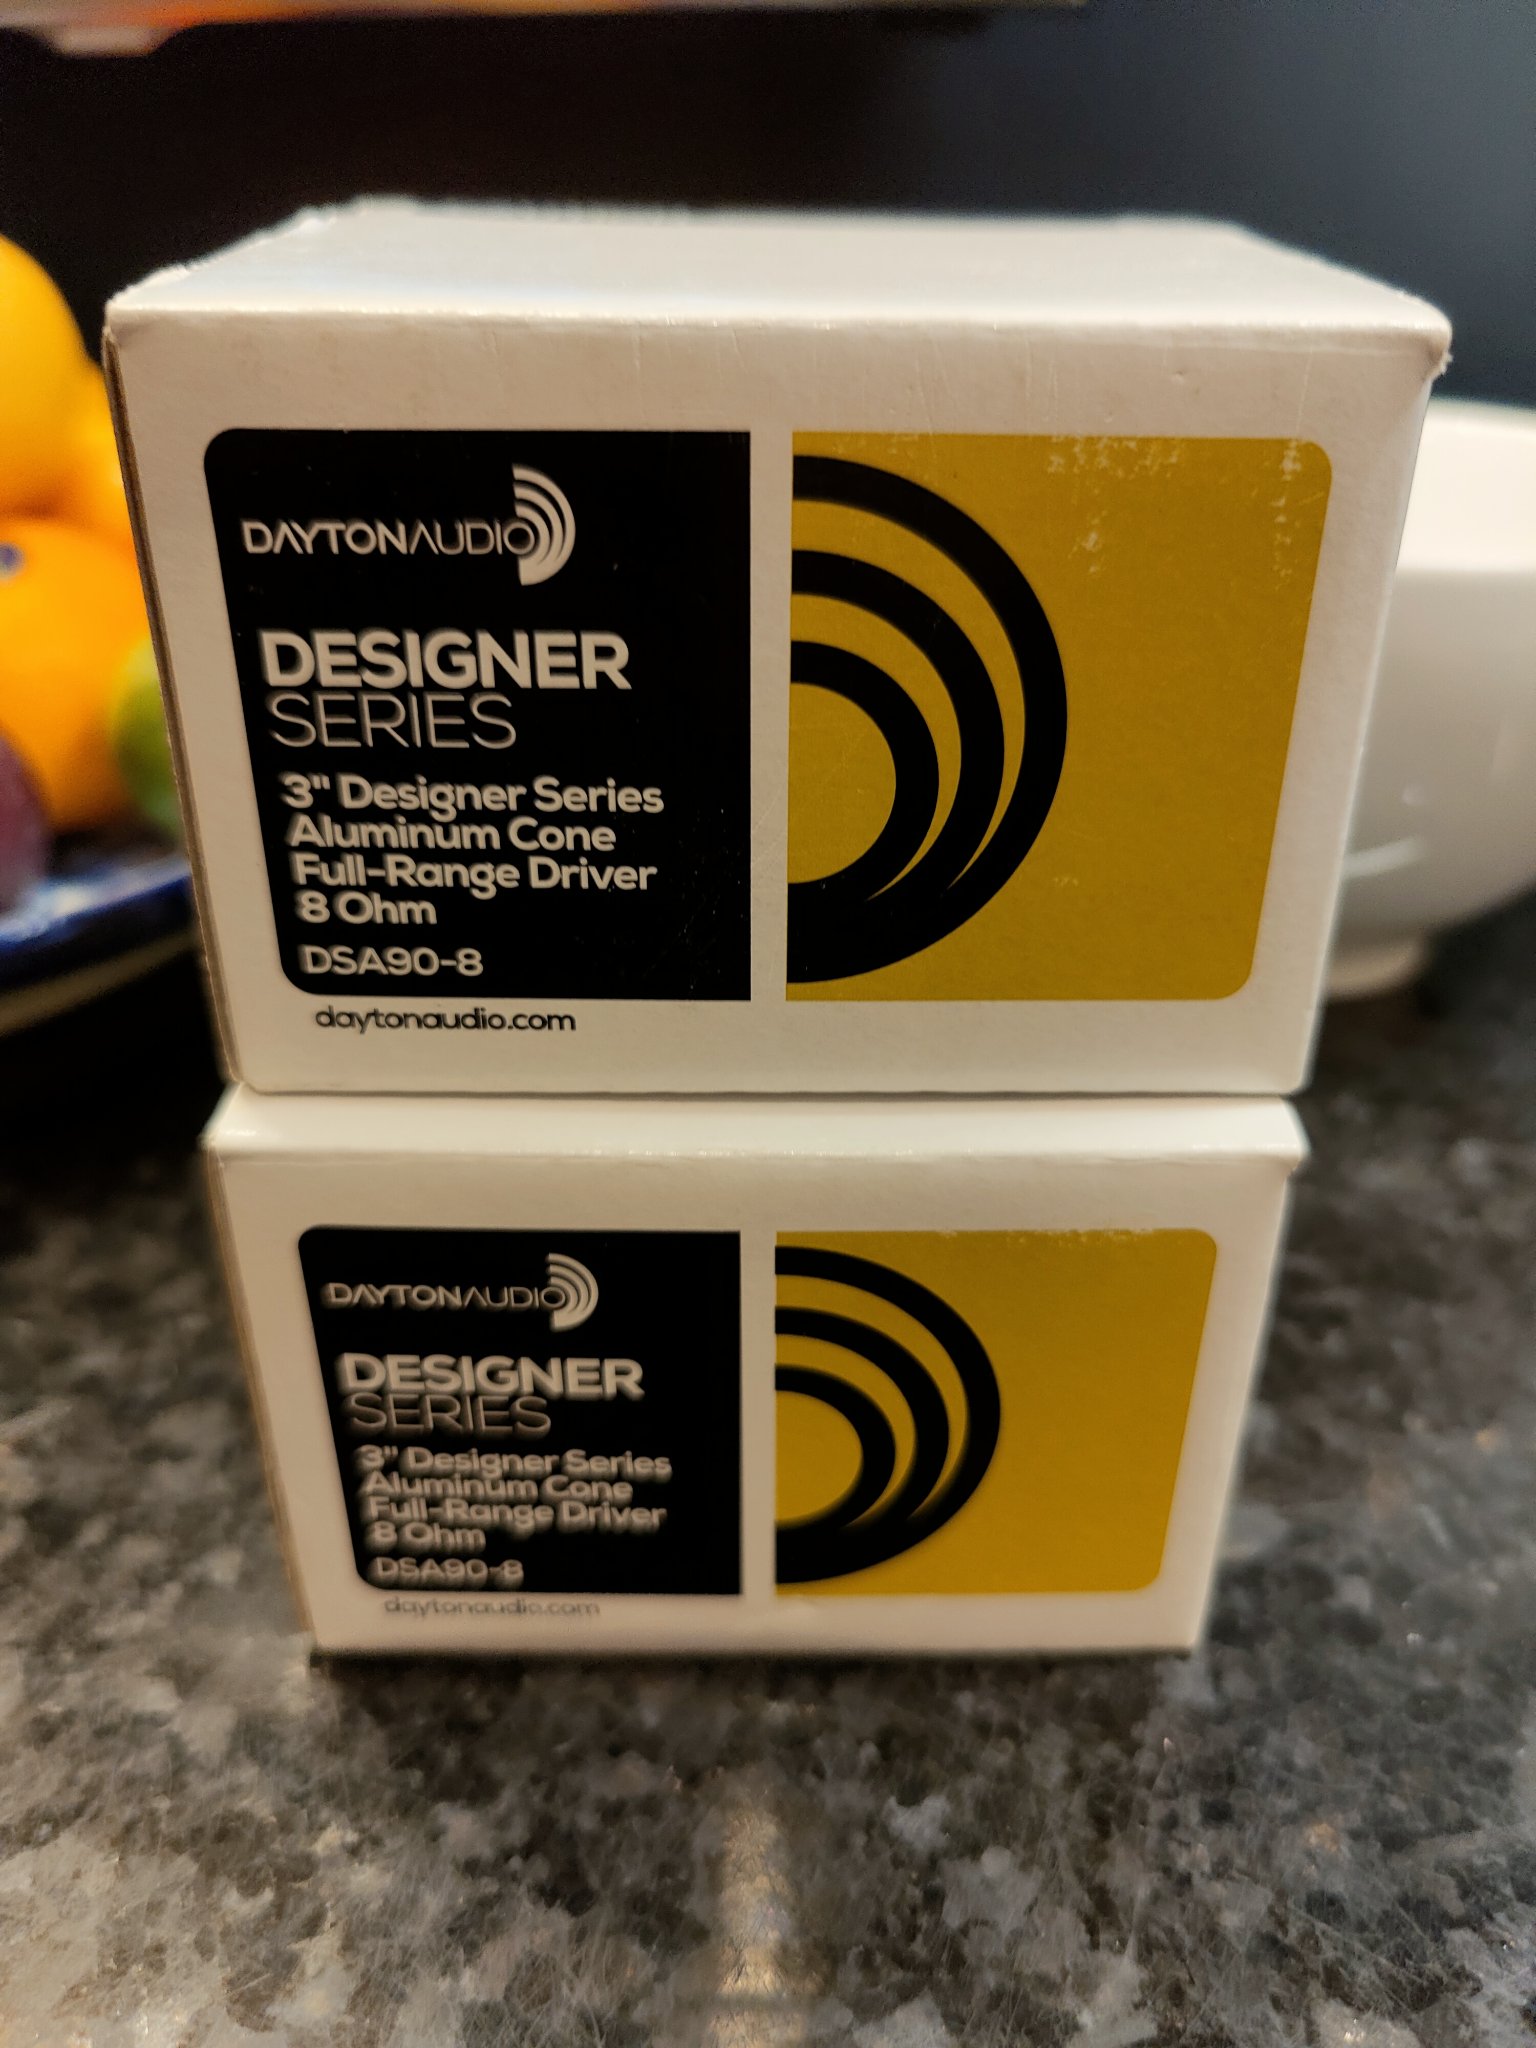 DAYTONAUDIO
DESIGNER
SERIES
3" Designer Series
Aluminum Cone
Full-Range Driver
8 Ohm
DSA90-8
daytonaudio.com
DAYTONAUDIO
DESIGNER
SERIES
3" Designer Series
Aluminum Cone
Full-Range Driver
8 Ohm
DSA90-8
daytonaudio.com